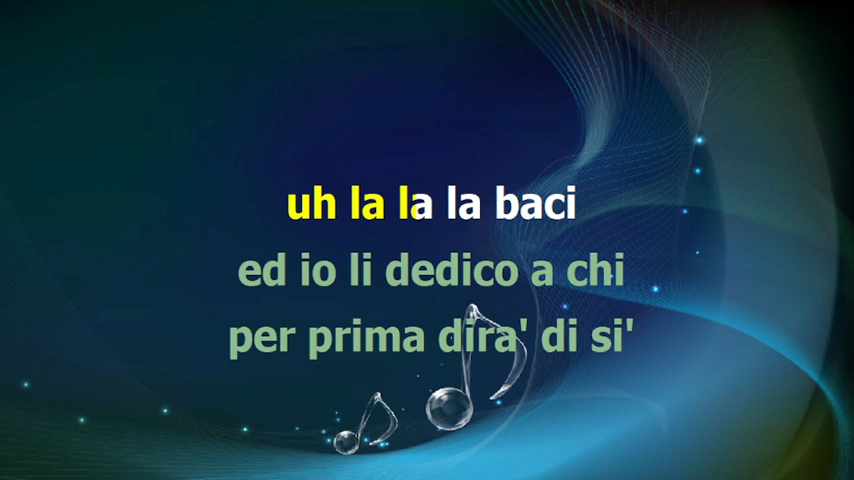 uh la la la baci
ed io li dedico a chi
per prima dira' di si'